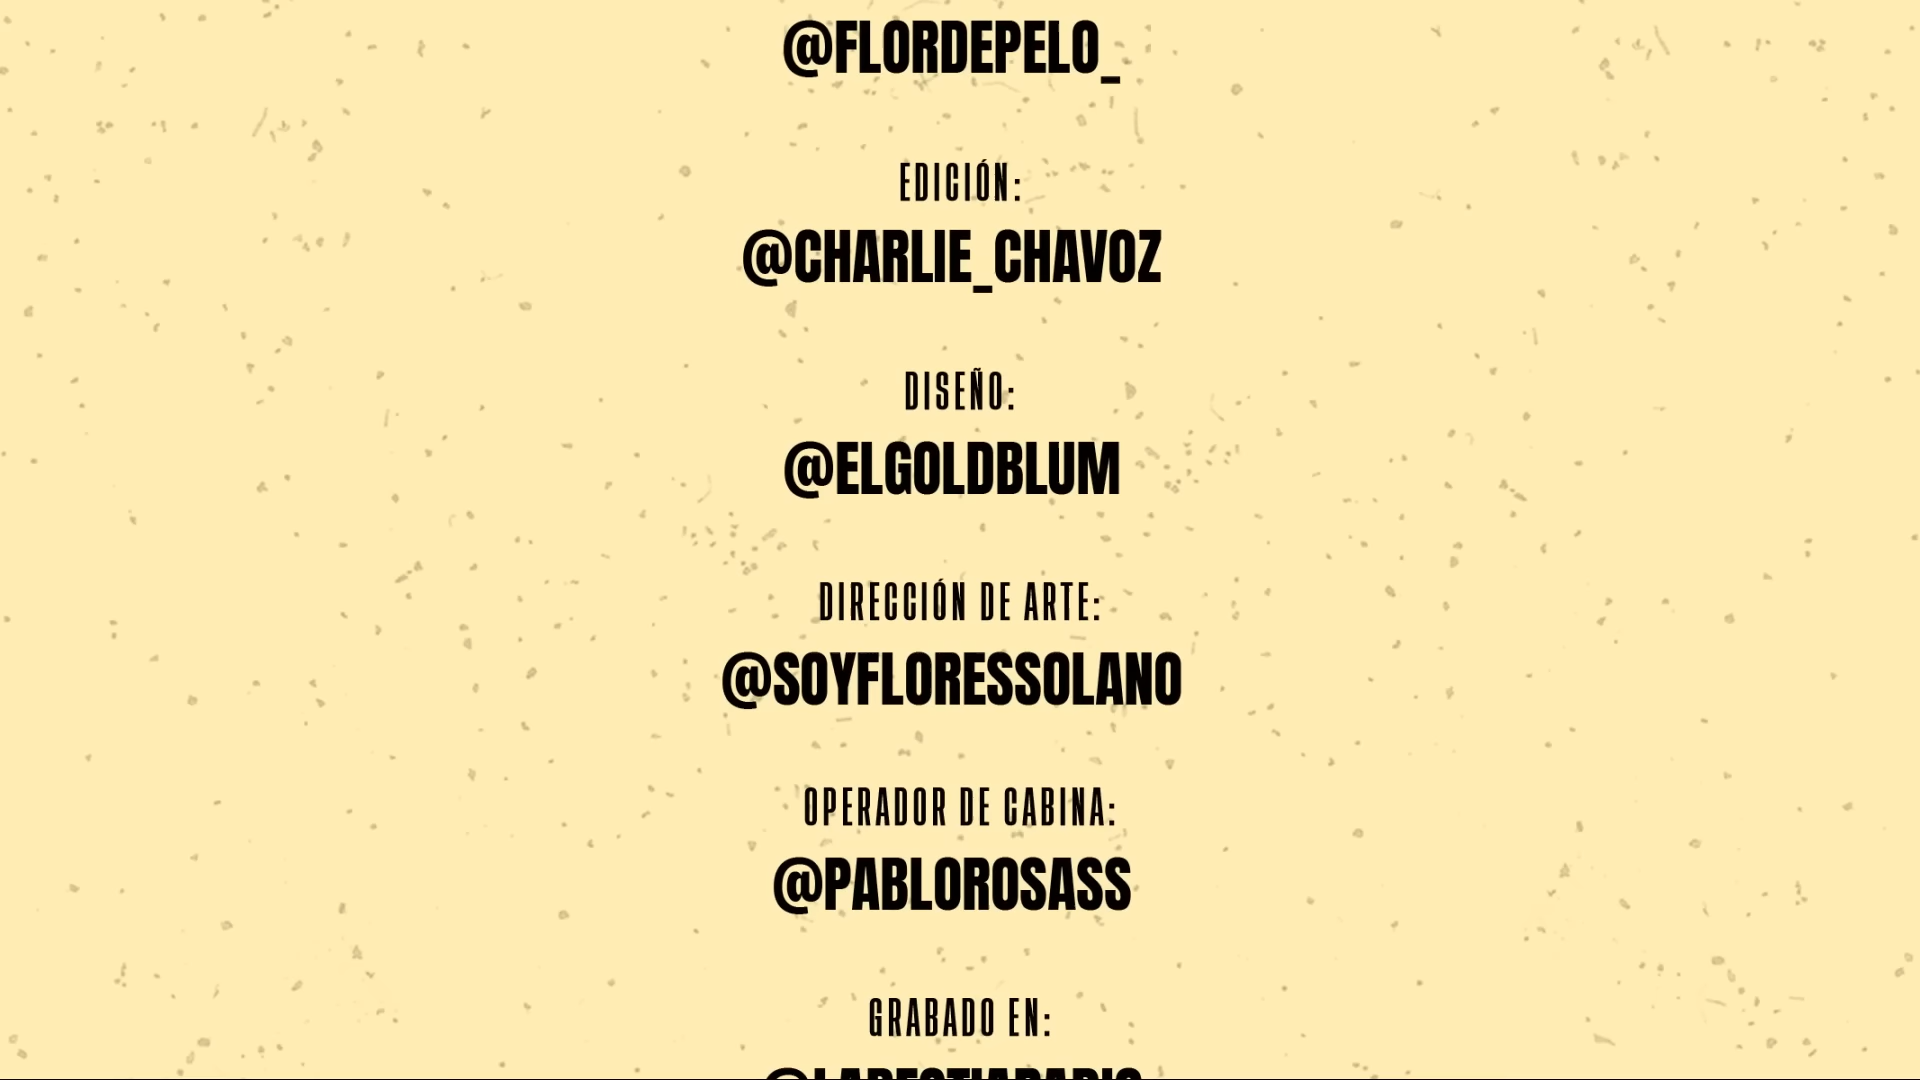 @FLORDEPELO_
EDICIÓN:
@CHARLIE_CHAVOZ
DISEÑO:
@ELGOLDBLUM
DIRECCIÓN DE ARTE:
@SOYFLORESSOLANO
OPERADOR DE CABINA:
@PABLOROSASS
GRABADO EN: